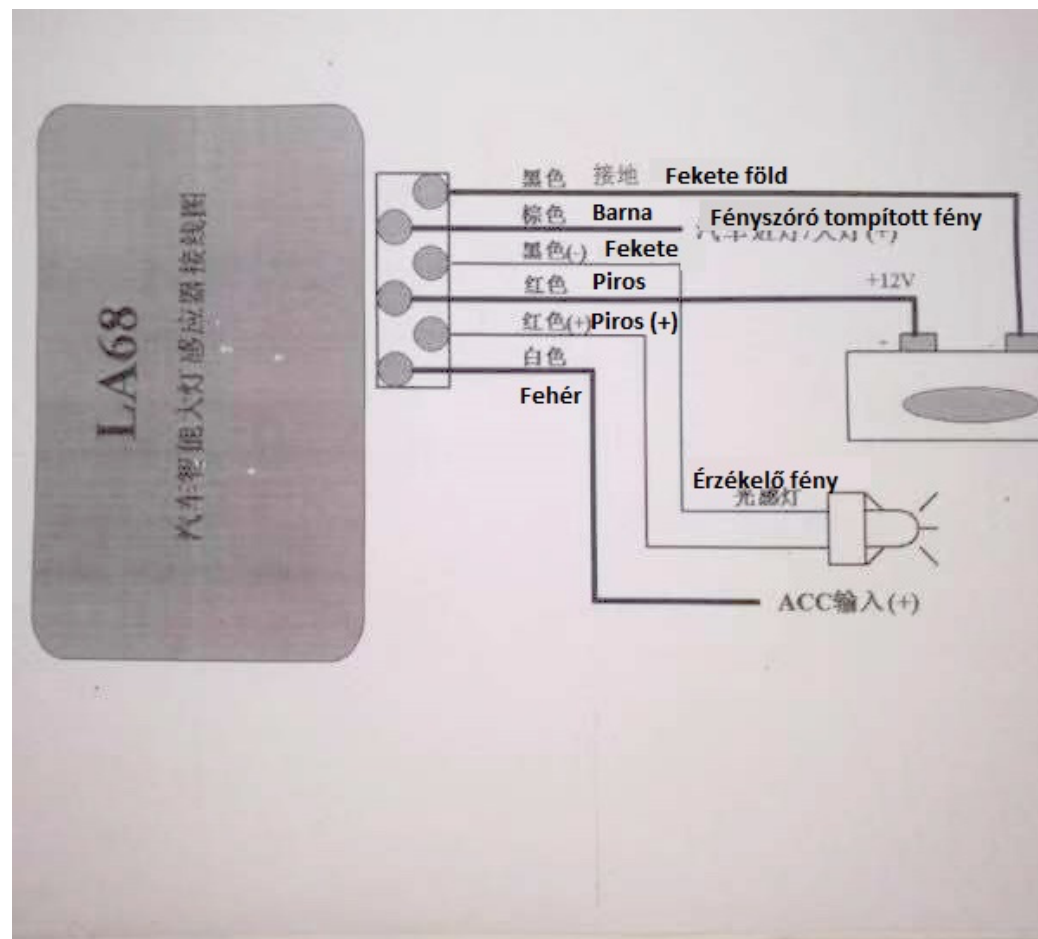 LA68
汽车智能大灯感应器接线图
黑色 接地 Fekete föld
棕色 Barna Fényszóró tompított fény
黑色(-) Fekete
红色 Piros +12V
红色(+) Piros (+)
白色
Fehér
+ -
Érzékelő fény
光感灯
ACC输入(+)